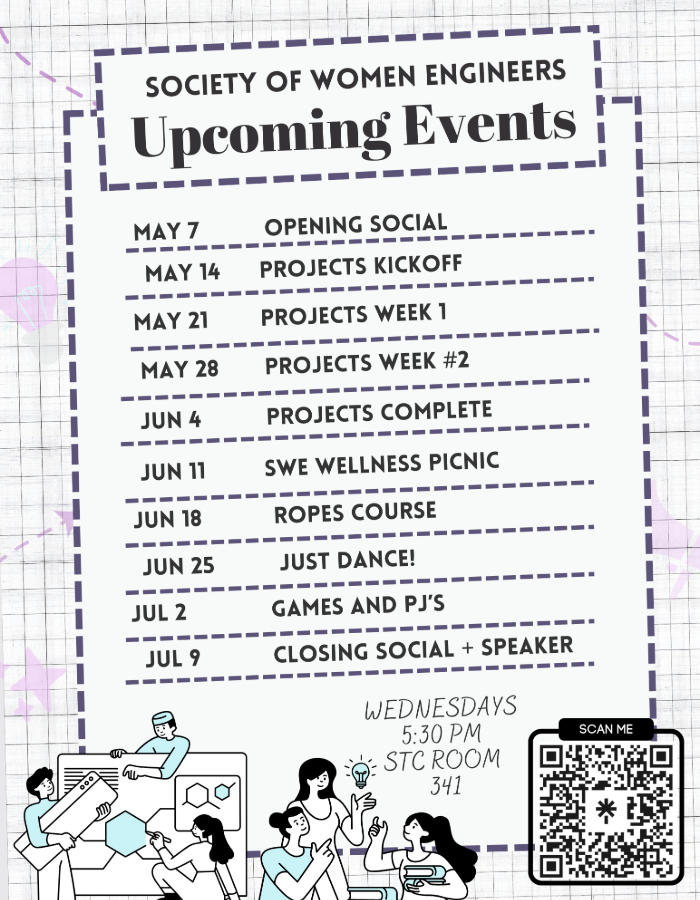 SOCIETY OF WOMEN ENGINEERS
Upcoming Events
MAY 7 OPENING SOCIAL
MAY 14 PROJECTS KICKOFF
MAY 21 PROJECTS WEEK 1
MAY 28 PROJECTS WEEK #2
JUN 4 PROJECTS COMPLETE
JUN 11 SWE WELLNESS PICNIC
JUN 18 ROPES COURSE
JUN 25 JUST DANCE!
JUL 2 GAMES AND PJ'S
JUL 9 CLOSING SOCIAL + SPEAKER
WEDNESDAYS
5:30 PM
STC ROOM
341
SCAN ME